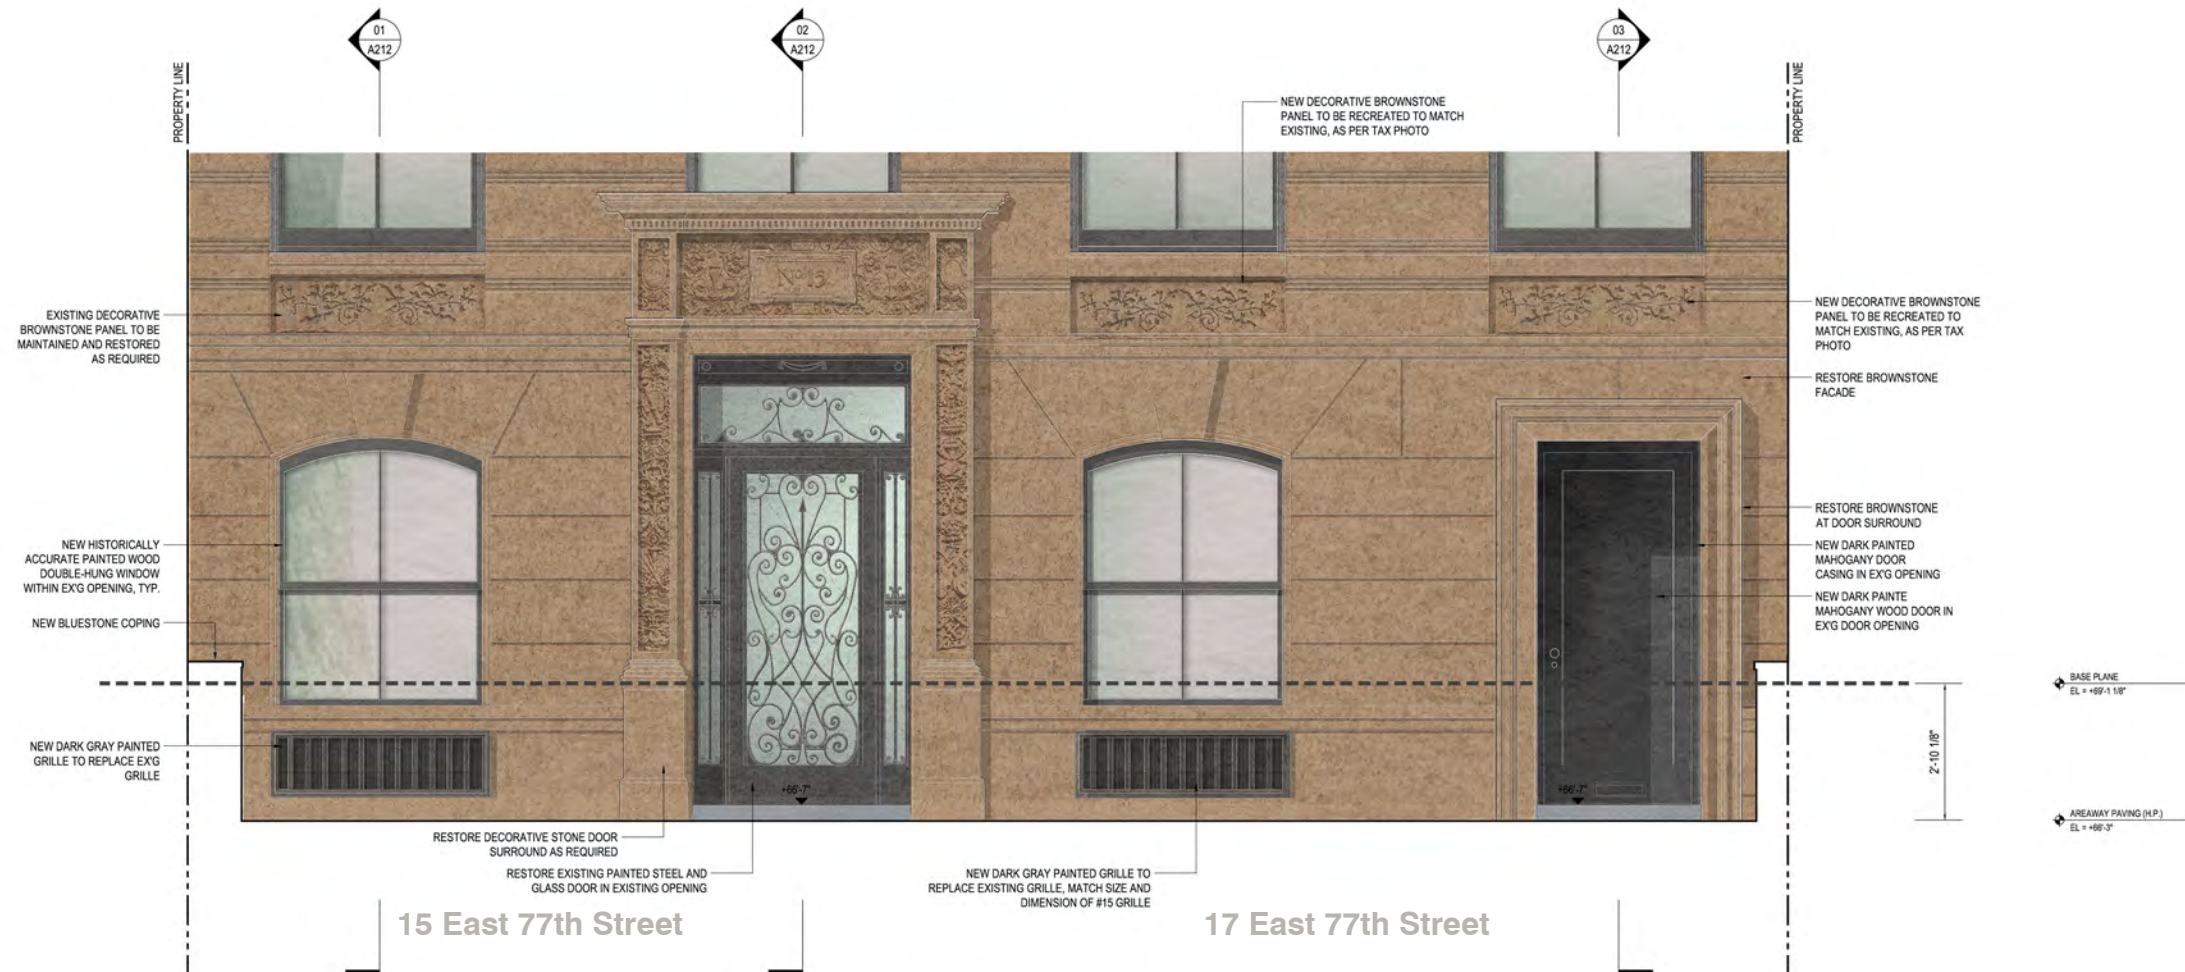 01
A212
02
A212
03
A212
PROPERTY LINE
PROPERTY LINE
NEW DECORATIVE BROWNSTONE
PANEL TO BE RECREATED TO MATCH
EXISTING, AS PER TAX PHOTO
EXISTING DECORATIVE
BROWNSTONE PANEL TO BE
MAINTAINED AND RESTORED
AS REQUIRED
NEW HISTORICALLY
ACCURATE PAINTED WOOD
DOUBLE-HUNG WINDOW
WITHIN EX'G OPENING, TYP.
NEW BLUESTONE COPING
NEW DARK GRAY PAINTED
GRILLE TO REPLACE EX'G
GRILLE
NEW DECORATIVE BROWNSTONE
PANEL TO BE RECREATED TO
MATCH EXISTING, AS PER TAX
PHOTO
RESTORE BROWNSTONE
FACADE
RESTORE BROWNSTONE
AT DOOR SURROUND
NEW DARK PAINTED
MAHOGANY DOOR
CASING IN EX'G OPENING
NEW DARK PAINTE
MAHOGANY WOOD DOOR IN
EX'G DOOR OPENING
BASE PLANE
EL = +69'-1 1/8"
2'-10 1/8"
AREAWAY PAVING (H.P.)
EL = +66'-3"
+66'-7"
+66'-7"
RESTORE DECORATIVE STONE DOOR
SURROUND AS REQUIRED
RESTORE EXISTING PAINTED STEEL AND
GLASS DOOR IN EXISTING OPENING
NEW DARK GRAY PAINTED GRILLE TO
REPLACE EXISTING GRILLE, MATCH SIZE AND
DIMENSION OF #15 GRILLE
15 East 77th Street
17 East 77th Street